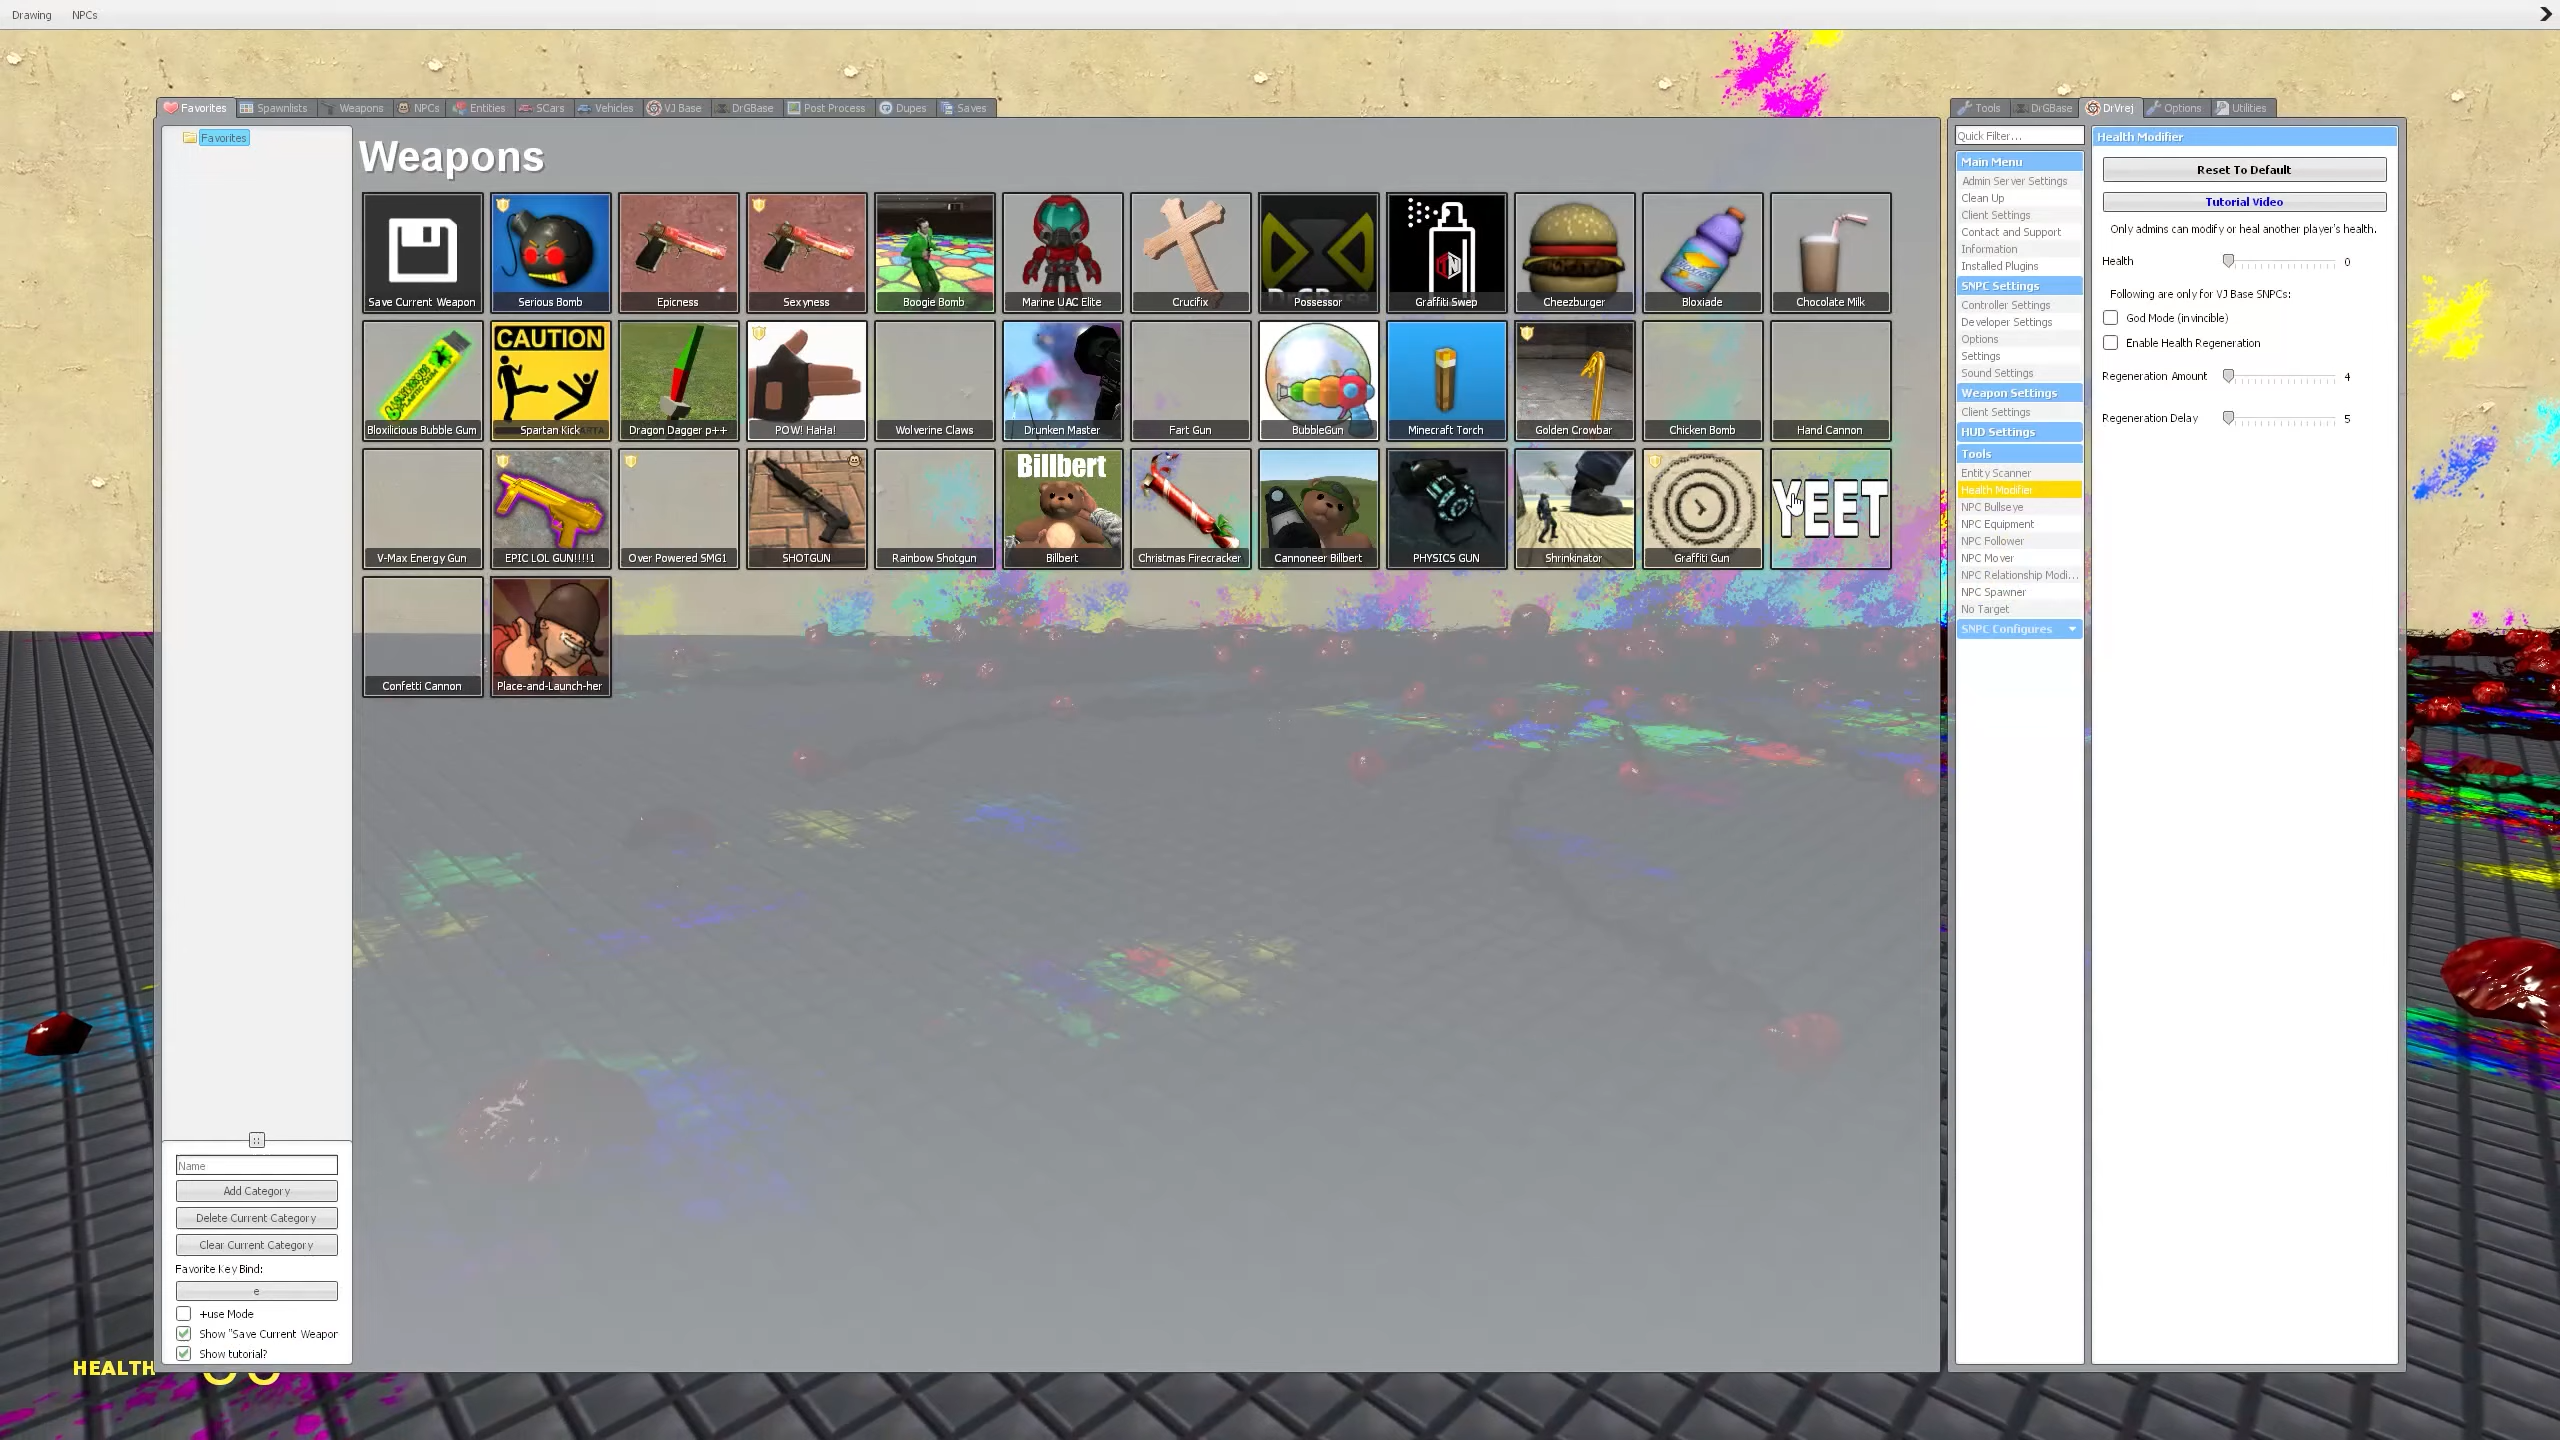 Drawing NPCs
Favorites Spawnlists Weapons NPCs Entities SCars Vehicles VJ Base DrGBase Post Process Dupes Saves
Favorites
Weapons
Save Current Weapon Serious Bomb Epicness Sexyness Boogie Bomb Marine UAC Elite Crucifix Possessor Graffiti Swep Cheezburger Bloxiade Chocolate Milk
CAUTION
Bloxilicious Bubble Gum Spartan Kick Dragon Dagger p++ POW! HaHa! Wolverine Claws Drunken Master Fart Gun BubbleGun Minecraft Torch Golden Crowbar Chicken Bomb Hand Cannon
Billbert
YEET
V-Max Energy Gun EPIC LOL GUN!!!!1 Over Powered SMG1 SHOTGUN Rainbow Shotgun Billbert Christmas Firecracker Cannoneer Billbert PHYSICS GUN Shrinkinator Graffiti Gun
Confetti Cannon Place-and-Launch-her
Name
Add Category
Delete Current Category
Clear Current Category
Favorite Key Bind:
e
+use Mode
Show "Save Current Weapor
Show tutorial?
HEALTH
Tools DrGBase DrVrej Options Utilities
Quick Filter...
Main Menu
Admin Server Settings
Clean Up
Client Settings
Contact and Support
Information
Installed Plugins
SNPC Settings
Controller Settings
Developer Settings
Options
Settings
Sound Settings
Weapon Settings
Client Settings
HUD Settings
Tools
Entity Scanner
Health Modifier
NPC Bullseye
NPC Equipment
NPC Follower
NPC Mover
NPC Relationship Modi...
NPC Spawner
No Target
SNPC Configures
Health Modifier
Reset To Default
Tutorial Video
Only admins can modify or heal another player's health.
Health 0
Following are only for VJ Base SNPCs:
God Mode (invincible)
Enable Health Regeneration
Regeneration Amount 4
Regeneration Delay 5